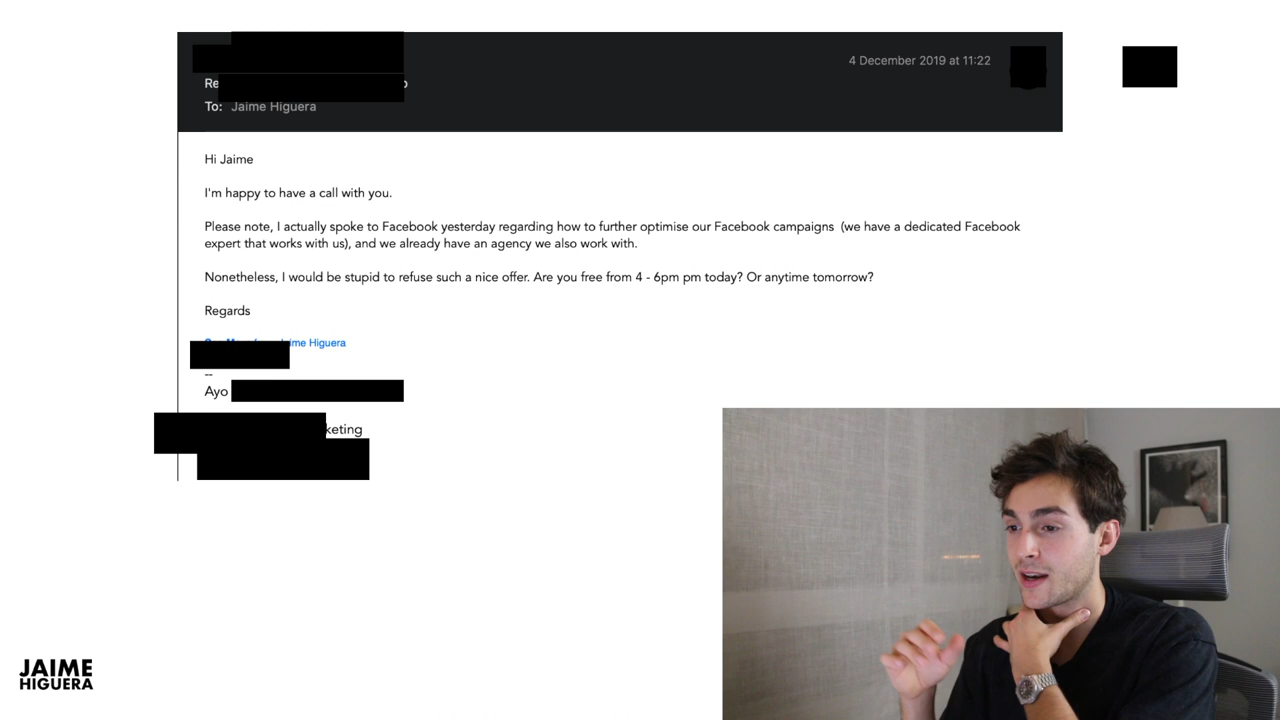 4 December 2019 at 11:22
Re
To: Jaime Higuera
Hi Jaime
I'm happy to have a call with you.
Please note, I actually spoke to Facebook yesterday regarding how to further optimise our Facebook campaigns (we have a dedicated Facebook
expert that works with us), and we already have an agency we also work with.
Nonetheless, I would be stupid to refuse such a nice offer. Are you free from 4 - 6pm pm today? Or anytime tomorrow?
Regards
Higuera
--
Ayo
keting
JAIME
HIGUERA